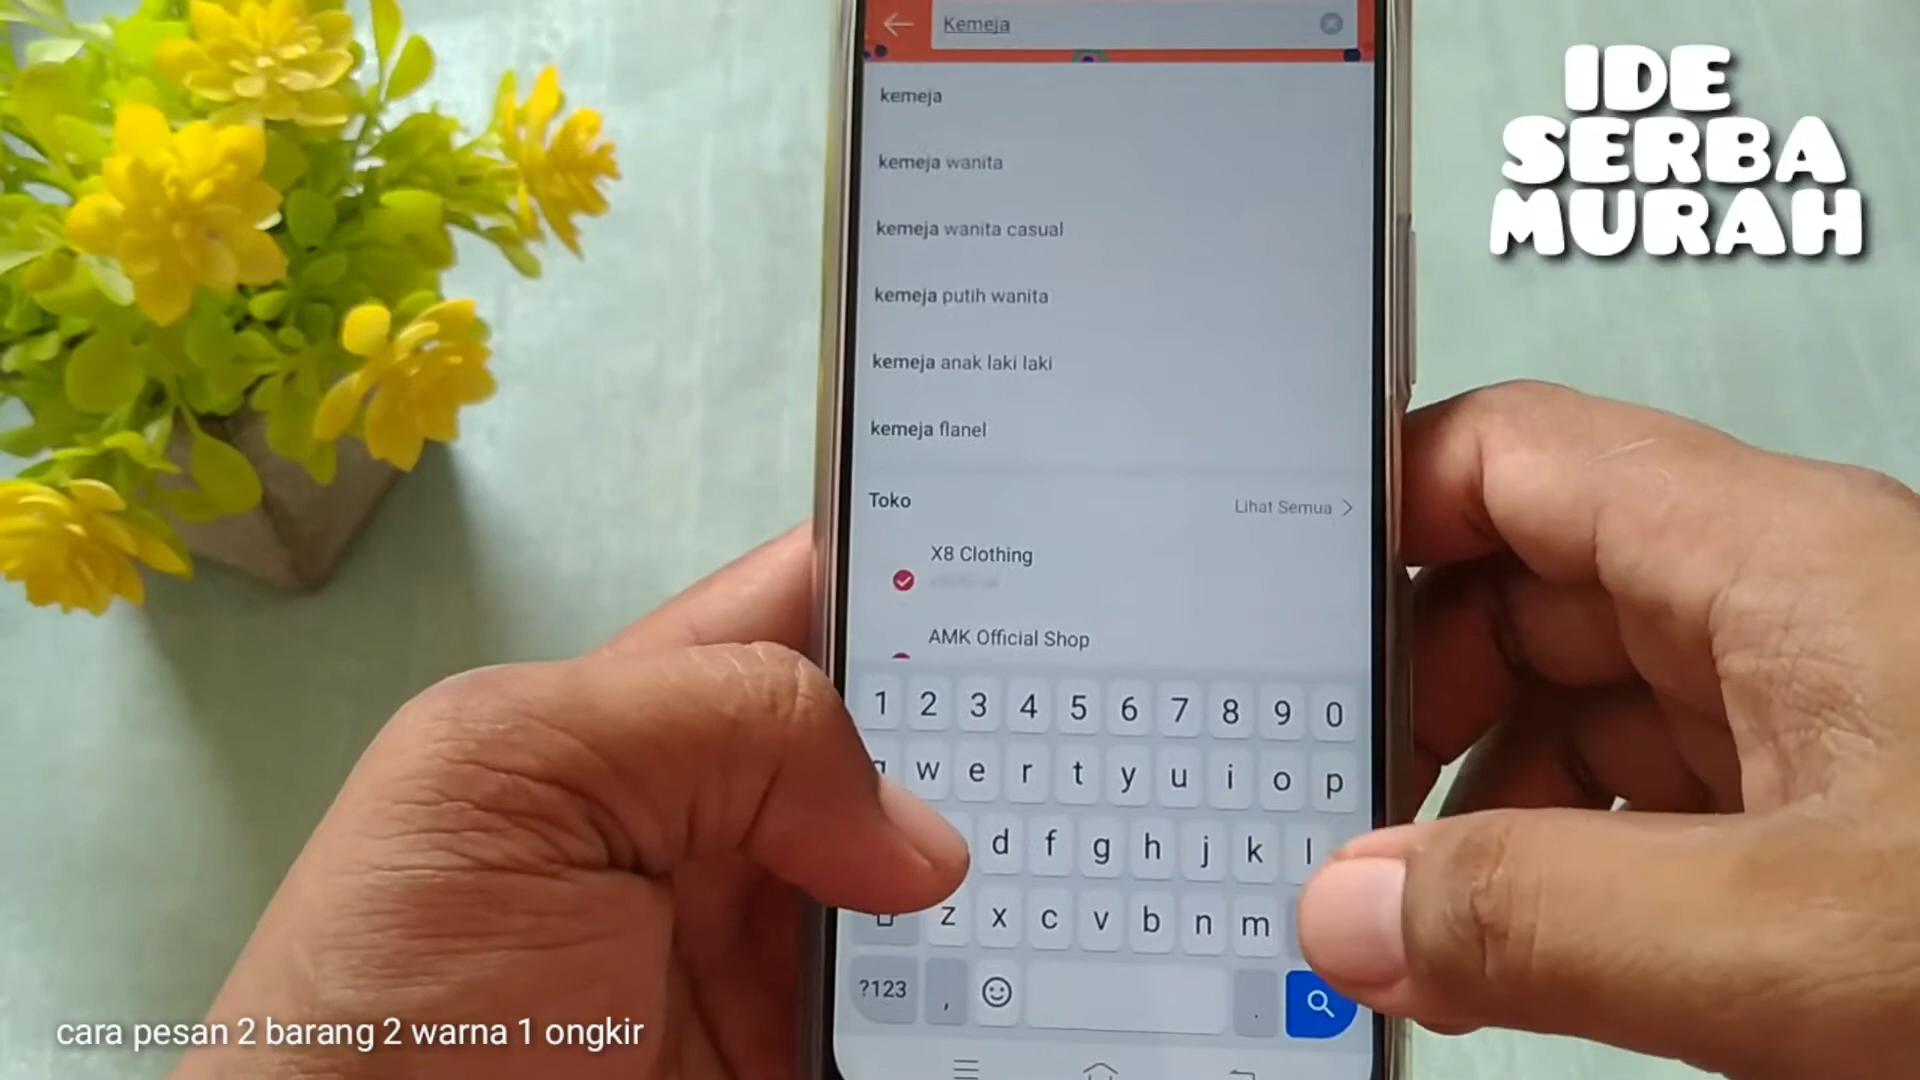 Kemeja
kemeja
kemeja wanita
kemeja wanita casual
kemeja putih wanita
kemeja anak laki laki
kemeja flanel
Toko
Lihat Semua
X8 Clothing
AMK Official Shop
1 2 3 4 5 6 7 8 9 0
w e r t y u i o p
d f g h j k l
z x c v b n m
?123 , .
IDE
SERBA
MURAH
cara pesan 2 barang 2 warna 1 ongkir